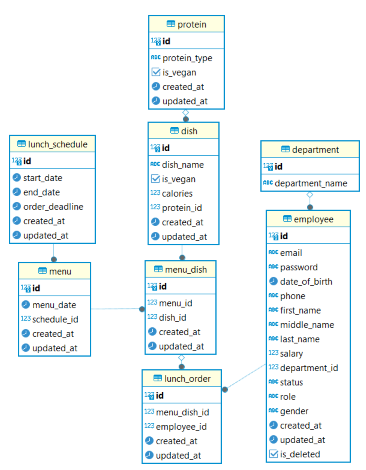 protein
123 id
ABC protein_type
is_vegan
created_at
updated_at
dish
123 id
ABC dish_name
is_vegan
123 calories
123 protein_id
created_at
updated_at
lunch_schedule
123 id
start_date
end_date
order_deadline
created_at
updated_at
department
123 id
ABC department_name
menu
123 id
menu_date
123 schedule_id
created_at
updated_at
menu_dish
123 id
123 menu_id
123 dish_id
created_at
updated_at
employee
123 id
ABC email
ABC password
date_of_birth
ABC phone
ABC first_name
ABC middle_name
ABC last_name
123 salary
123 department_id
ABC status
ABC role
ABC gender
created_at
updated_at
is_deleted
lunch_order
123 id
123 menu_dish_id
123 employee_id
created_at
updated_at